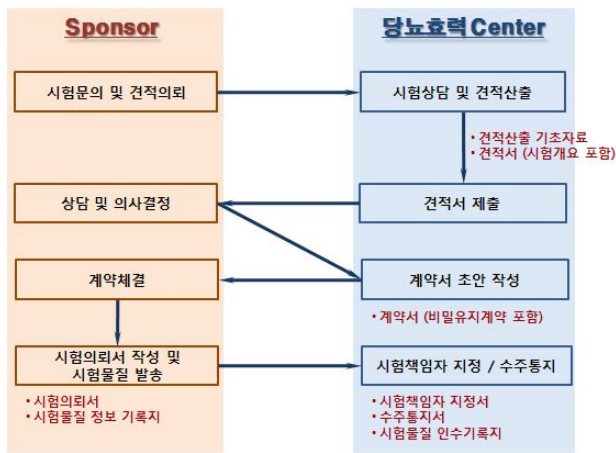 Sponsor
당뇨효력Center
시험문의 및 견적의뢰
시험상담 및 견적산출
• 견적산출 기초자료
• 견적서 (시험개요 포함)
상담 및 의사결정
견적서 제출
계약체결
계약서 초안 작성
• 계약서 (비밀유지계약 포함)
시험의뢰서 작성 및
시험물질 발송
시험책임자 지정 / 수주통지
• 시험의뢰서
• 시험물질 정보 기록지
• 시험책임자 지정서
• 수주통지서
• 시험물질 인수기록지